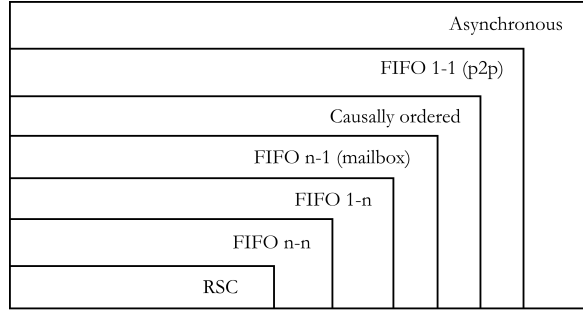 Asynchronous
FIFO 1-1 (p2p)
Causally ordered
FIFO n-1 (mailbox)
FIFO 1-n
FIFO n-n
RSC